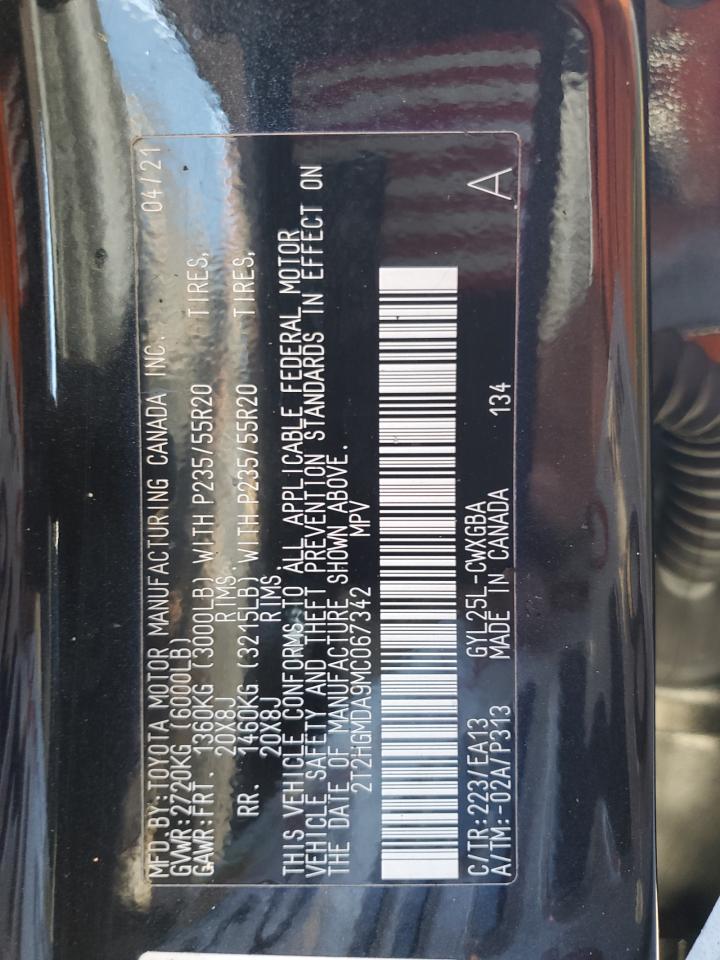 MFD.BY:TOYOTA MOTOR MANUFACTURING CANADA INC. 04/21
GVWR:2720KG (6000LB)
GAWR:FRT. 1360KG (3000LB) WITH P235/55R20 TIRES,
20X8J RIMS.
RR. 1460KG (3215LB) WITH P235/55R20 TIRES,
20X8J RIMS.
THIS VEHICLE CONFORMS TO ALL APPLICABLE FEDERAL MOTOR
VEHICLE SAFETY AND THEFT PREVENTION STANDARDS IN EFFECT ON
THE DATE OF MANUFACTURE SHOWN ABOVE.
2T2HGMDA9MC067342 MPV
C/TR:223/EA13 GYL25L-CWXGBA A
A/TM:-02A/P313 MADE IN CANADA 134